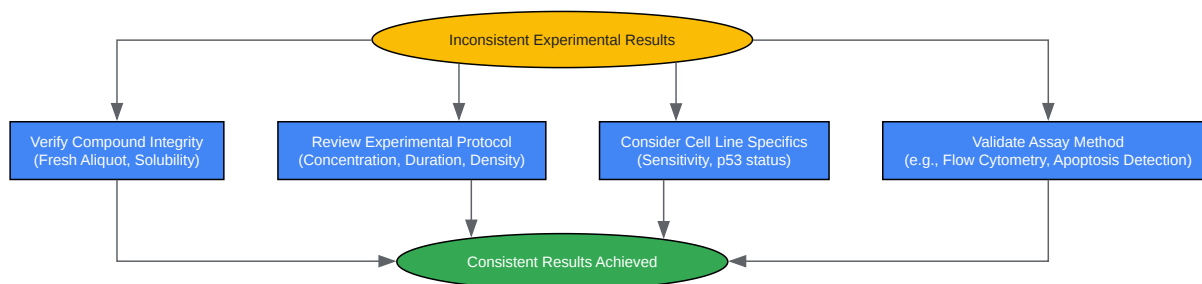 Inconsistent Experimental Results
Verify Compound Integrity
(Fresh Aliquot, Solubility)
Review Experimental Protocol
(Concentration, Duration, Density)
Consider Cell Line Specifics
(Sensitivity, p53 status)
Validate Assay Method
(e.g., Flow Cytometry, Apoptosis Detection)
Consistent Results Achieved